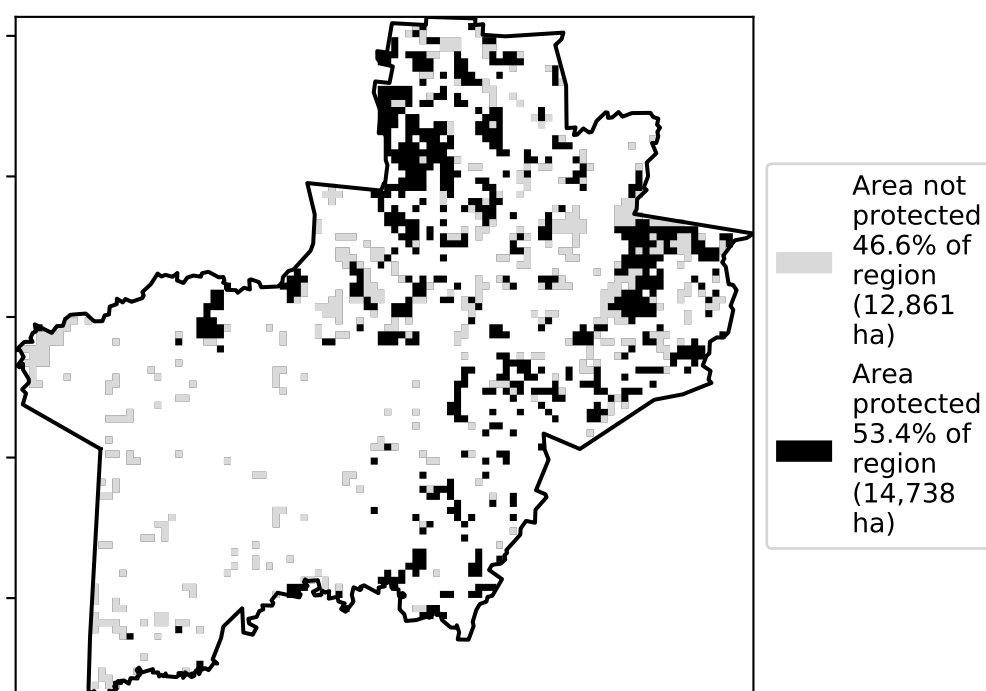 Area not
protected
46.6% of
region
(12,861
ha)
Area
protected
53.4% of
region
(14,738
ha)